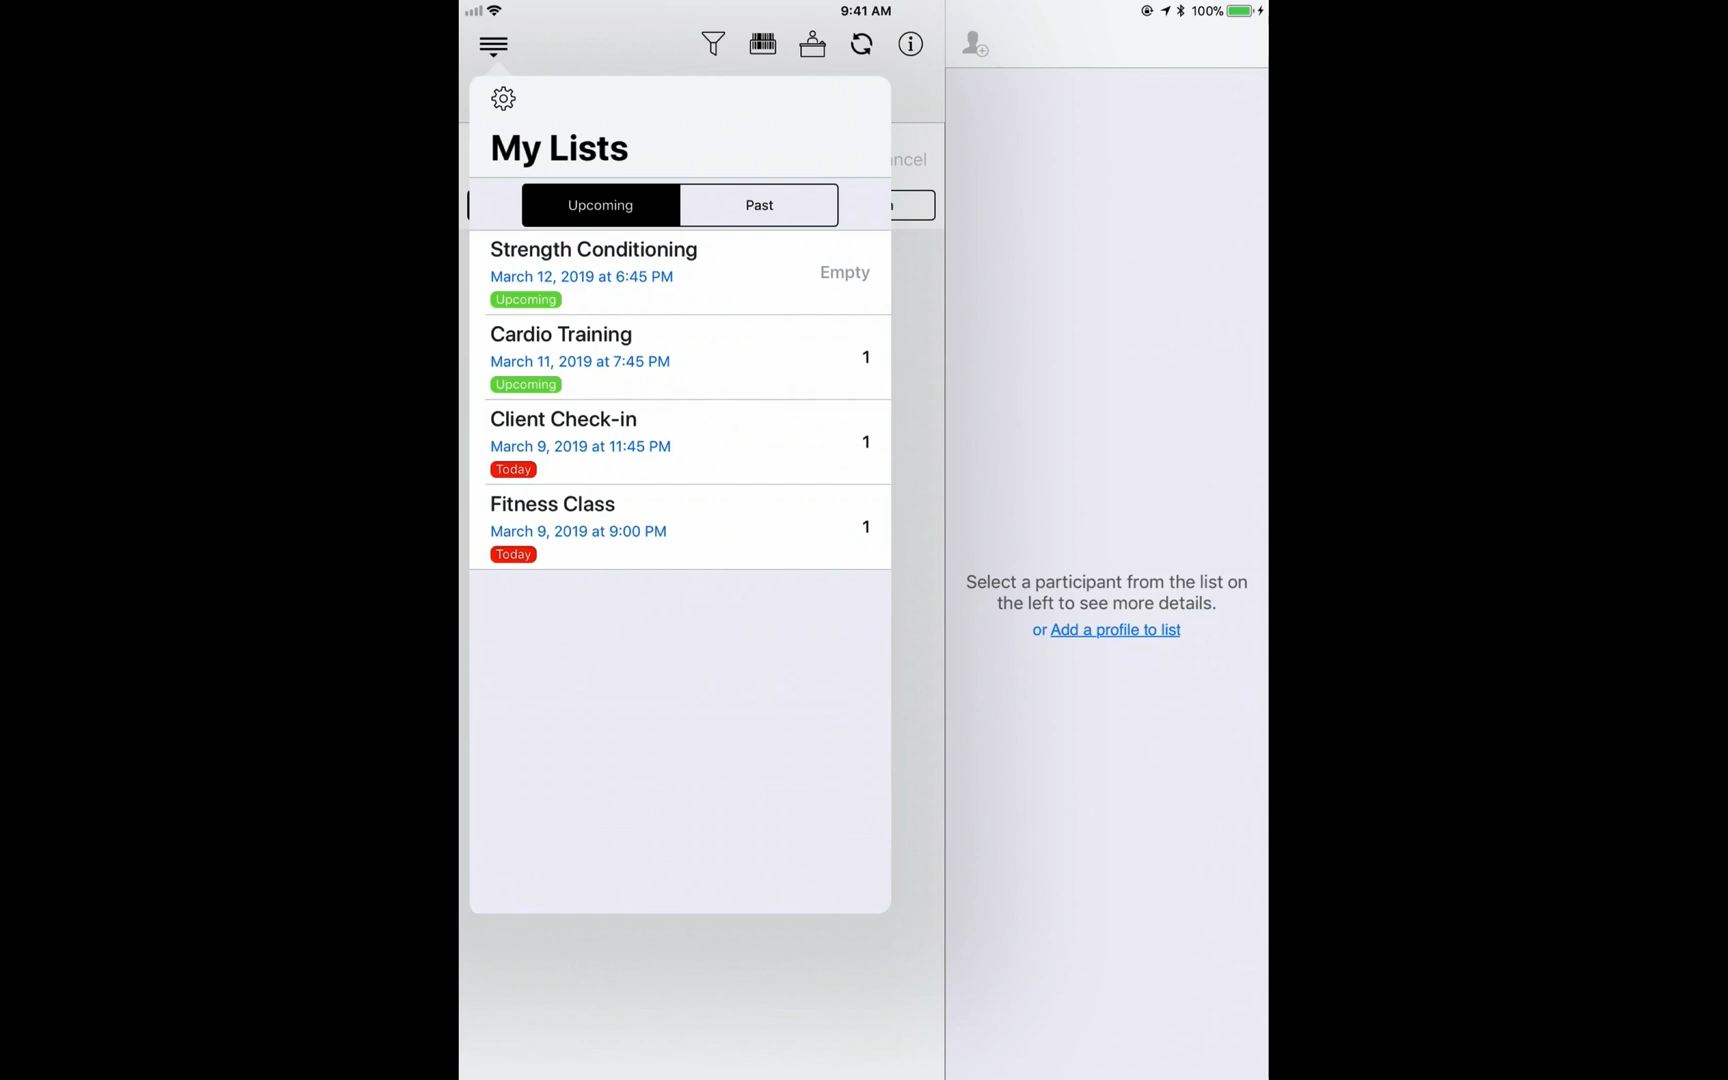 9:41 AM
100%
My Lists
ncel
Upcoming
Past
Strength Conditioning
March 12, 2019 at 6:45 PM
Empty
Upcoming
Cardio Training
March 11, 2019 at 7:45 PM
1
Upcoming
Client Check-in
March 9, 2019 at 11:45 PM
1
Today
Fitness Class
March 9, 2019 at 9:00 PM
1
Today
Select a participant from the list on
the left to see more details.
or Add a profile to list